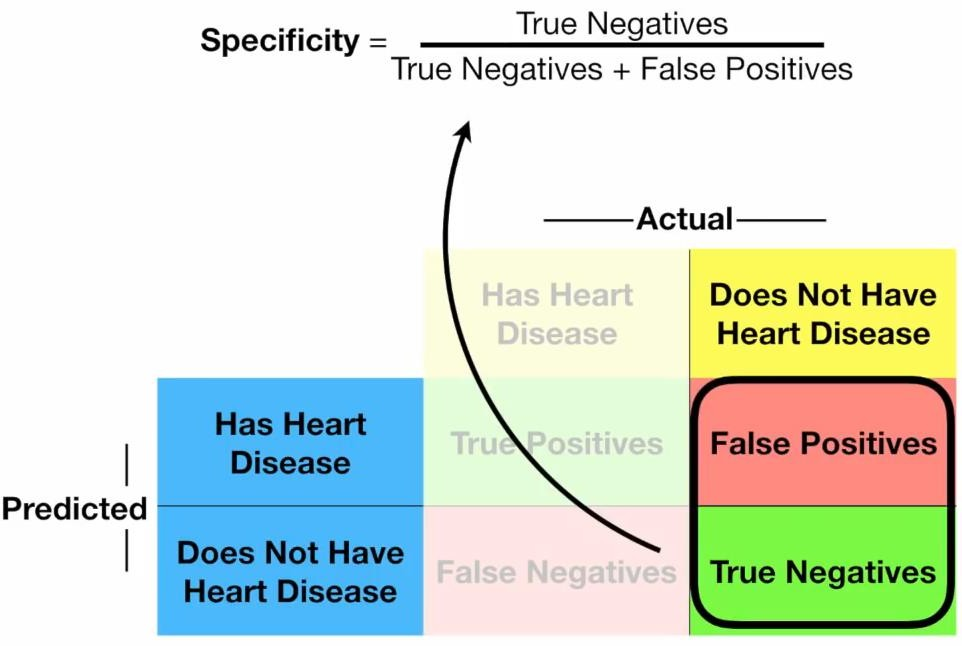 Specificity =
True Negatives
True Negatives + False Positives
Actual
Has Heart
Disease
Does Not Have
Heart Disease
Has Heart
Disease
True Positives
False Positives
Predicted
Does Not Have
Heart Disease
False Negatives
True Negatives